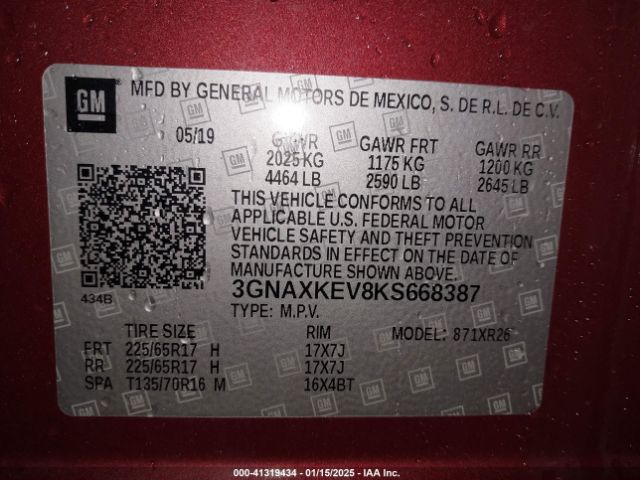 GM
MFD BY GENERAL MOTORS DE MEXICO, S. DE R.L. DE C.V.
05/19 GVWR GAWR FRT GAWR RR
2025 KG 1175 KG 1200 KG
4464 LB 2590 LB 2645 LB
THIS VEHICLE CONFORMS TO ALL
APPLICABLE U.S. FEDERAL MOTOR
VEHICLE SAFETY AND THEFT PREVENTION
STANDARDS IN EFFECT ON THE DATE OF
MANUFACTURE SHOWN ABOVE.
434B 3GNAXKEV8KS668387
TYPE: M.P.V.
TIRE SIZE RIM MODEL: 871XR26
FRT 225/65R17 H 17X7J
RR 225/65R17 H 17X7J
SPA T135/70R16 M 16X4BT
000-41319434 - 01/15/2025 - IAA Inc.